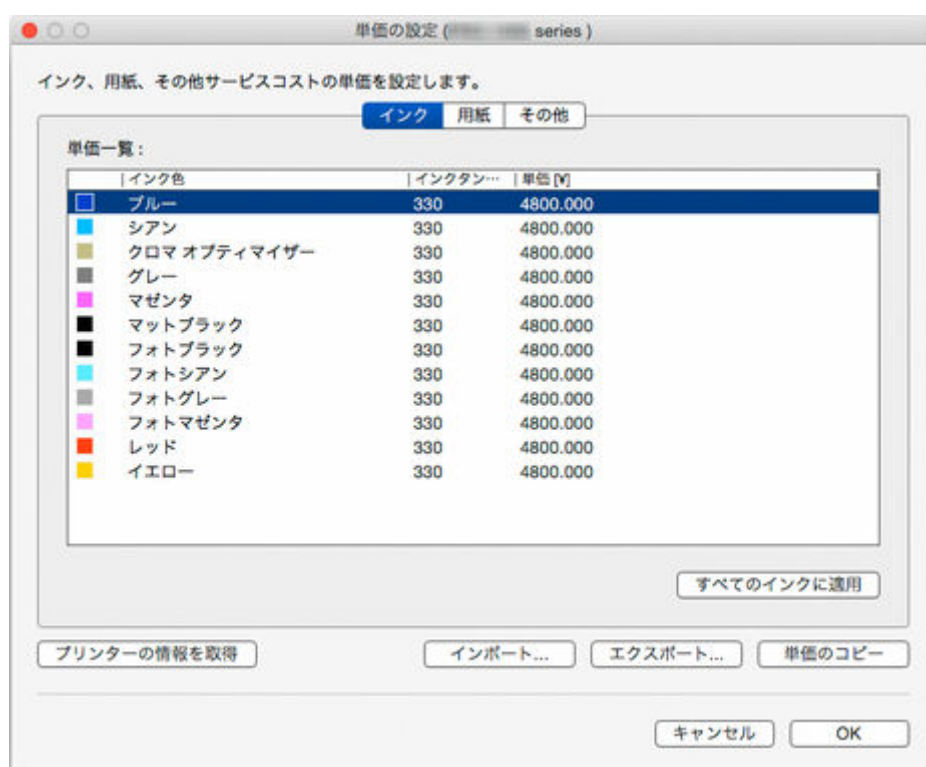 単価の設定 ( series )
インク、用紙、その他サービスコストの単価を設定します。
インク 用紙 その他
単価一覧：
インク色 インクタン… 単価 [¥]
ブルー 330 4800.000
シアン 330 4800.000
クロマ オプティマイザー 330 4800.000
グレー 330 4800.000
マゼンタ 330 4800.000
マットブラック 330 4800.000
フォトブラック 330 4800.000
フォトシアン 330 4800.000
フォトグレー 330 4800.000
フォトマゼンタ 330 4800.000
レッド 330 4800.000
イエロー 330 4800.000
すべてのインクに適用
プリンターの情報を取得 インポート... エクスポート... 単価のコピー
キャンセル OK